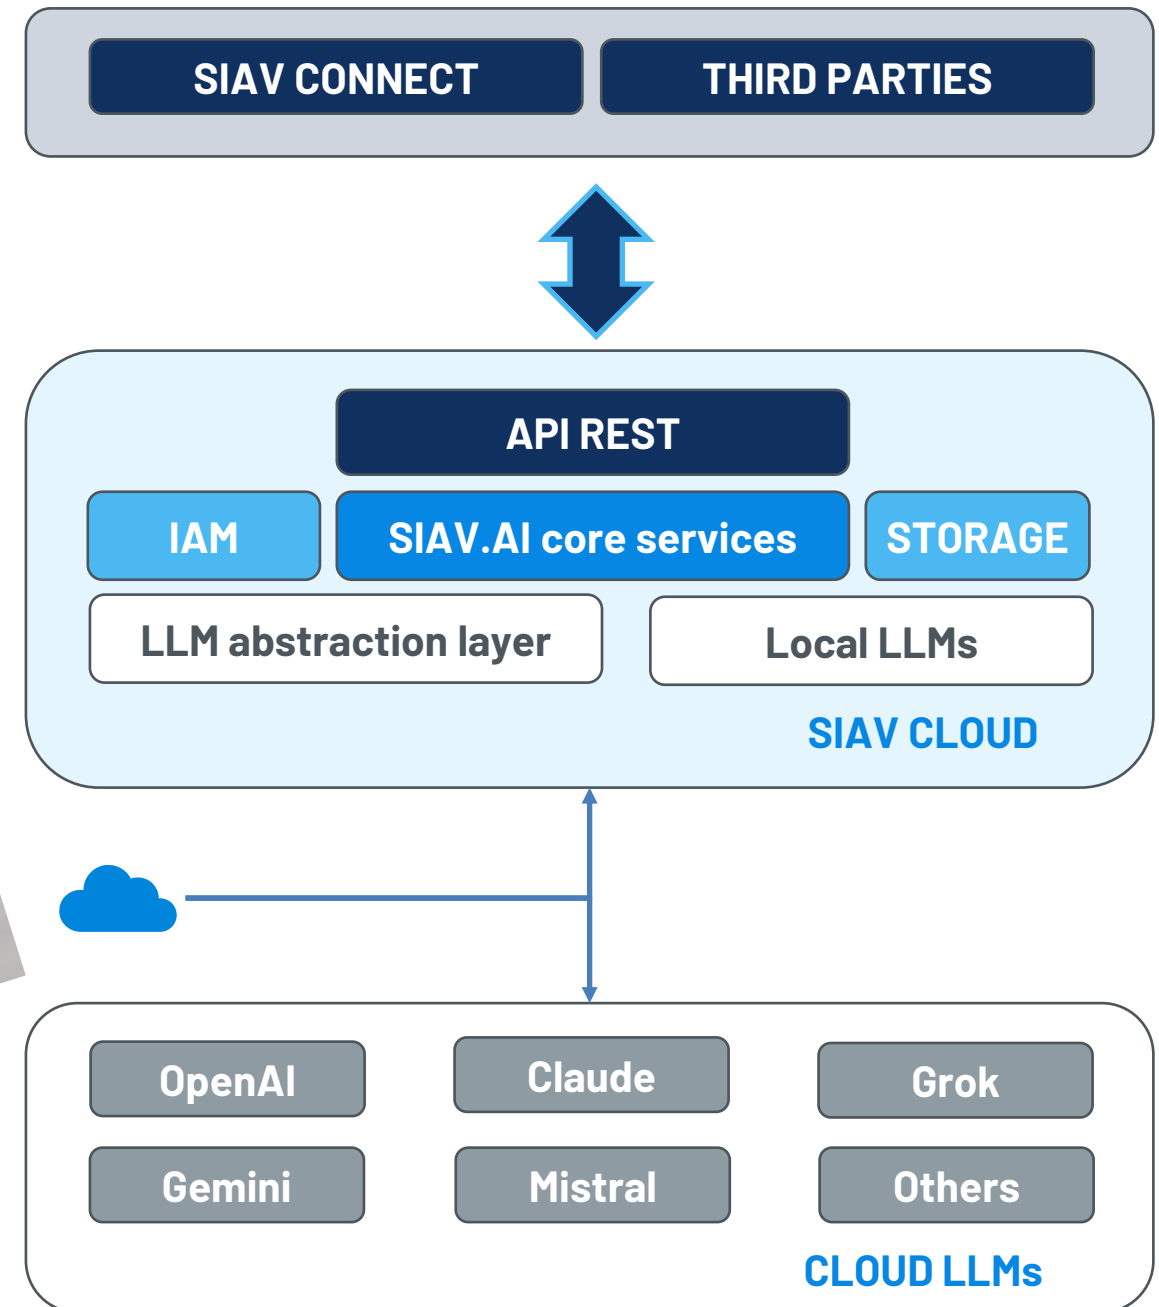 SIAV CONNECT
THIRD PARTIES
API REST
IAM
SIAV.AI core services
STORAGE
LLM abstraction layer
Local LLMs
SIAV CLOUD
OpenAI
Claude
Grok
Gemini
Mistral
Others
CLOUD LLMs